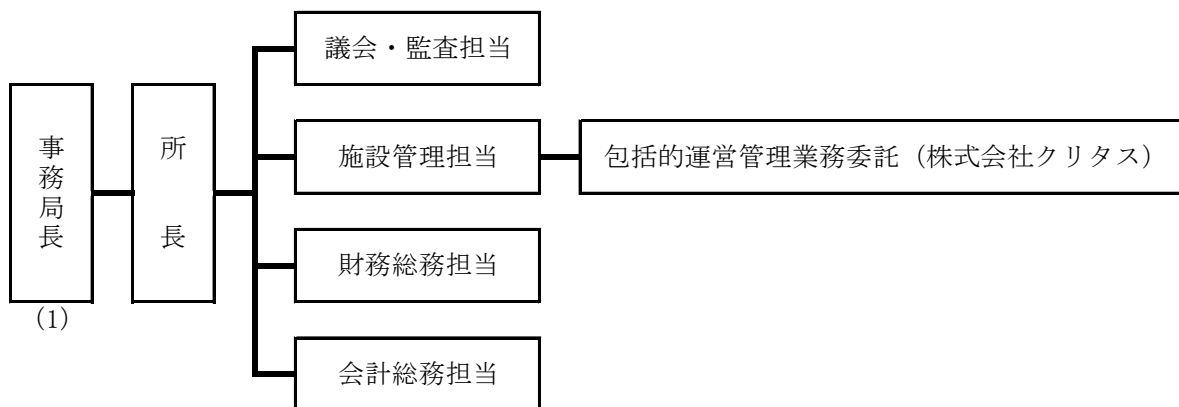 事務局長
(1)
所長
議会・監査担当
施設管理担当
包括的運営管理業務委託（株式会社クリタス）
財務総務担当
会計総務担当